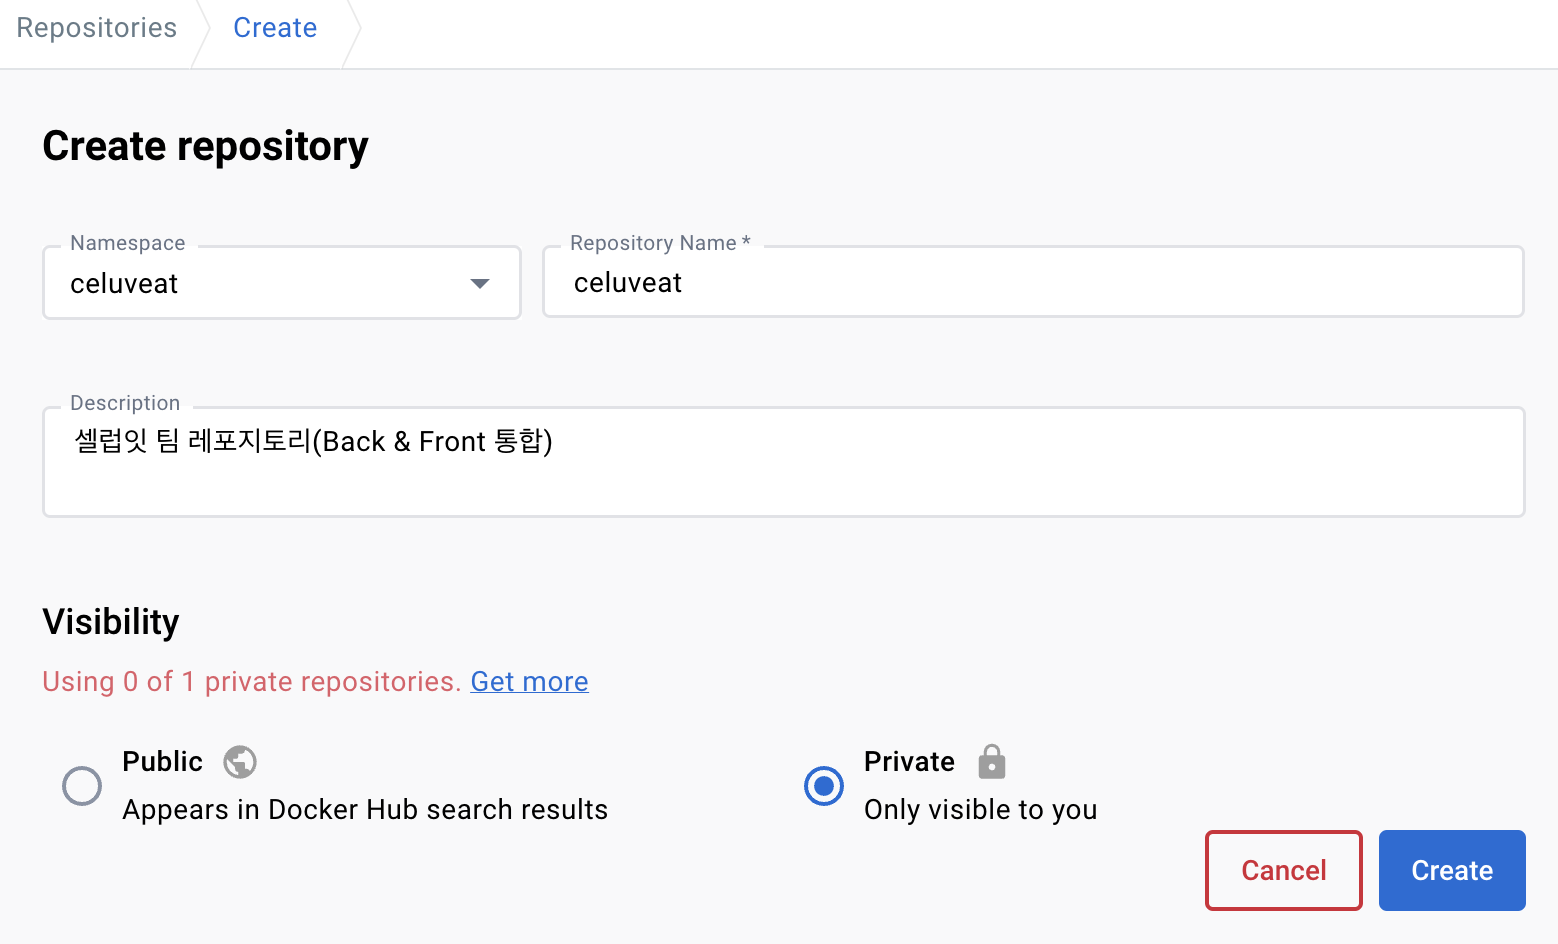 Repositories
Create
Create repository
Namespace
celuveat
Repository Name *
celuveat
Description
셀럽잇 팀 레포지토리(Back & Front 통합)
Visibility
Using 0 of 1 private repositories. Get more
Public
Appears in Docker Hub search results
Private
Only visible to you
Cancel
Create